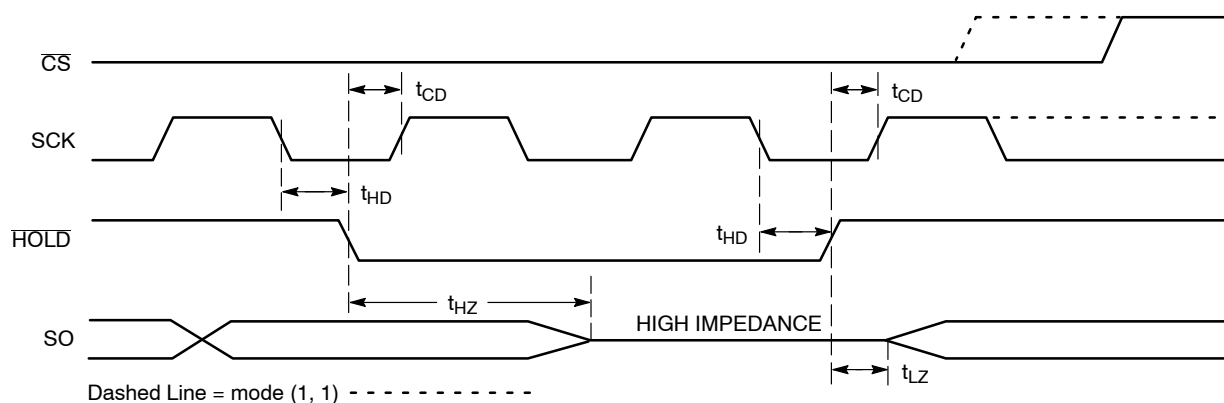 CS
tCD
tCD
SCK
tHD
HOLD
tHD
tHZ
HIGH IMPEDANCE
SO
tLZ
Dashed Line = mode (1, 1)